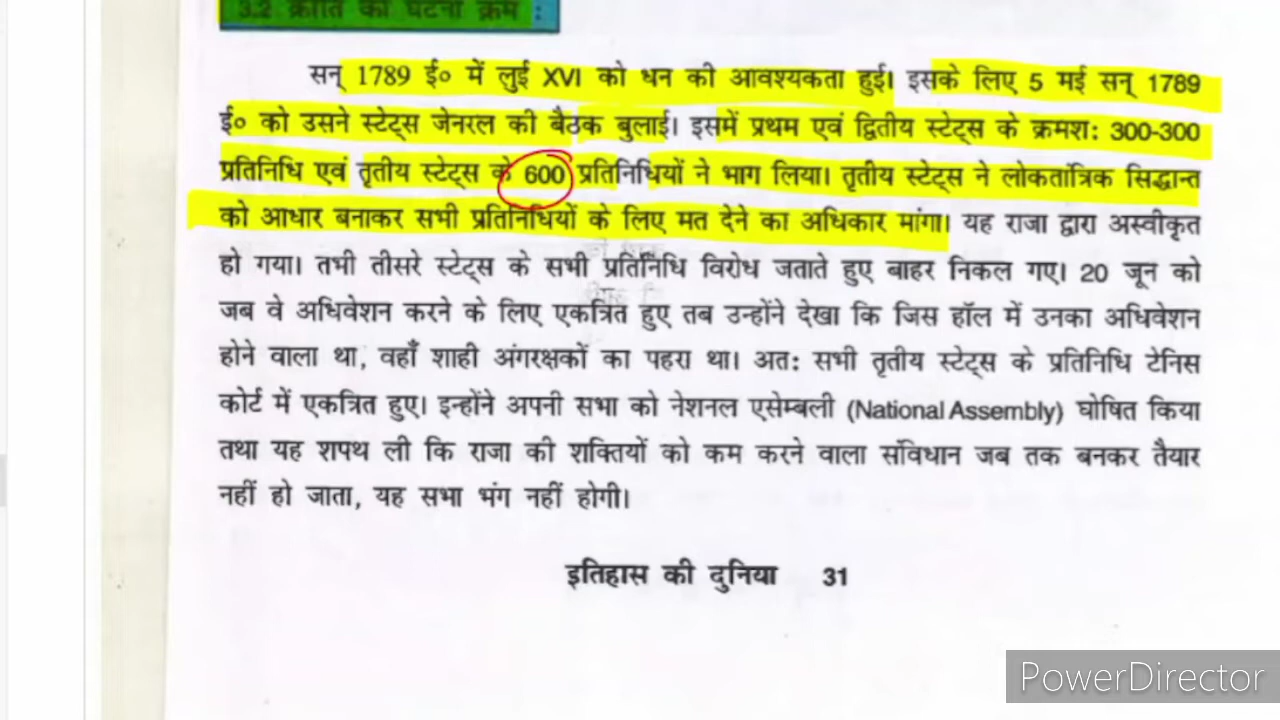 3.2 क्रांति का घटना क्रम :
सन् 1789 ई० में लुई XVI को धन की आवश्यकता हुई। इसके लिए 5 मई सन् 1789
ई० को उसने स्टेट्स जेनरल की बैठक बुलाई। इसमें प्रथम एवं द्वितीय स्टेट्स के क्रमश: 300-300
प्रतिनिधि एवं तृतीय स्टेट्स के 600 प्रतिनिधियों ने भाग लिया। तृतीय स्टेट्स ने लोकतांत्रिक सिद्धान्त
को आधार बनाकर सभी प्रतिनिधियों के लिए मत देने का अधिकार मांगा। यह राजा द्वारा अस्वीकृत
हो गया। तभी तीसरे स्टेट्स के सभी प्रतिनिधि विरोध जताते हुए बाहर निकल गए। 20 जून को
जब वे अधिवेशन करने के लिए एकत्रित हुए तब उन्होंने देखा कि जिस हॉल में उनका अधिवेशन
होने वाला था, वहाँ शाही अंगरक्षकों का पहरा था। अत: सभी तृतीय स्टेट्स के प्रतिनिधि टेनिस
कोर्ट में एकत्रित हुए। इन्होंने अपनी सभा को नेशनल एसेम्बली (National Assembly) घोषित किया
तथा यह शपथ ली कि राजा की शक्तियों को कम करने वाला संविधान जब तक बनकर तैयार
नहीं हो जाता, यह सभा भंग नहीं होगी।
इतिहास की दुनिया 31
PowerDirector